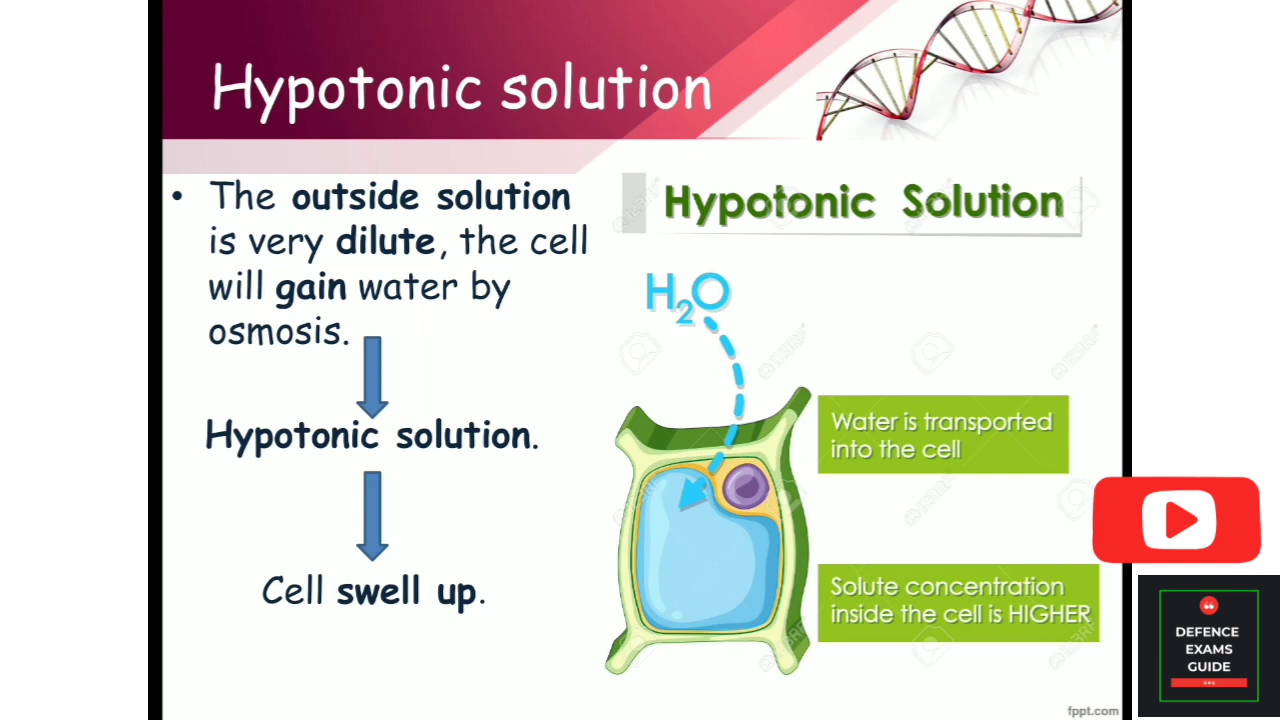 Hypotonic solution
• The outside solution
is very dilute, the cell
will gain water by
osmosis.
Hypotonic solution.
Cell swell up.
Hypotonic Solution
H₂O
Water is transported
into the cell
Solute concentration
inside the cell is HIGHER
DEFENCE
EXAMS
GUIDE
fppt.com